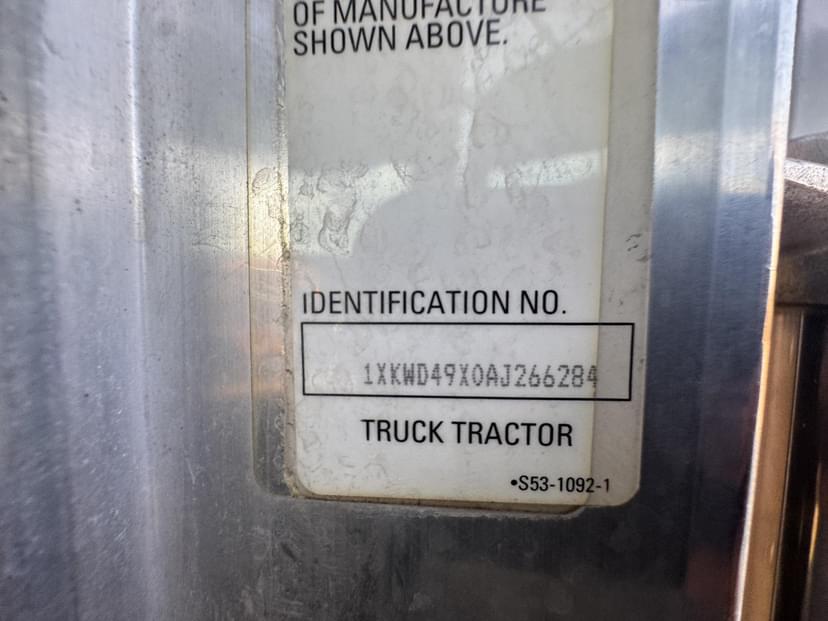 OF MANUFACTURE
SHOWN ABOVE.
IDENTIFICATION NO.
1XKWD49X0AJ266284
TRUCK TRACTOR
•S53-1092-1